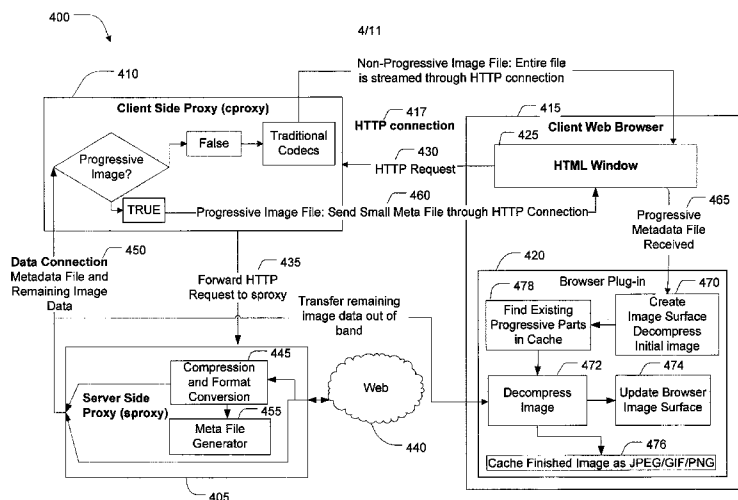 400
4/11
Non-Progressive Image File: Entire file
is streamed through HTTP connection
410
Client Side Proxy (cproxy)
Progressive
Image?
False
Traditional
Codecs
TRUE
417
HTTP connection
430
HTTP Request
460
Progressive Image File: Send Small Meta File through HTTP Connection
415
Client Web Browser
425
HTML Window
465
Progressive
Metadata File
Received
450
Data Connection
Metadata File and
Remaining Image
Data
435
Forward HTTP
Request to sproxy
Transfer remaining
image data out of
band
420
Browser Plug-in
478
Find Existing
Progressive Parts
in Cache
470
Create
Image Surface
Decompress
Initial image
472
Decompress
Image
474
Update Browser
Image Surface
476
Cache Finished Image as JPEG/GIF/PNG
445
Compression
and Format
Conversion
Server Side
Proxy (sproxy)
455
Meta File
Generator
405
Web
440